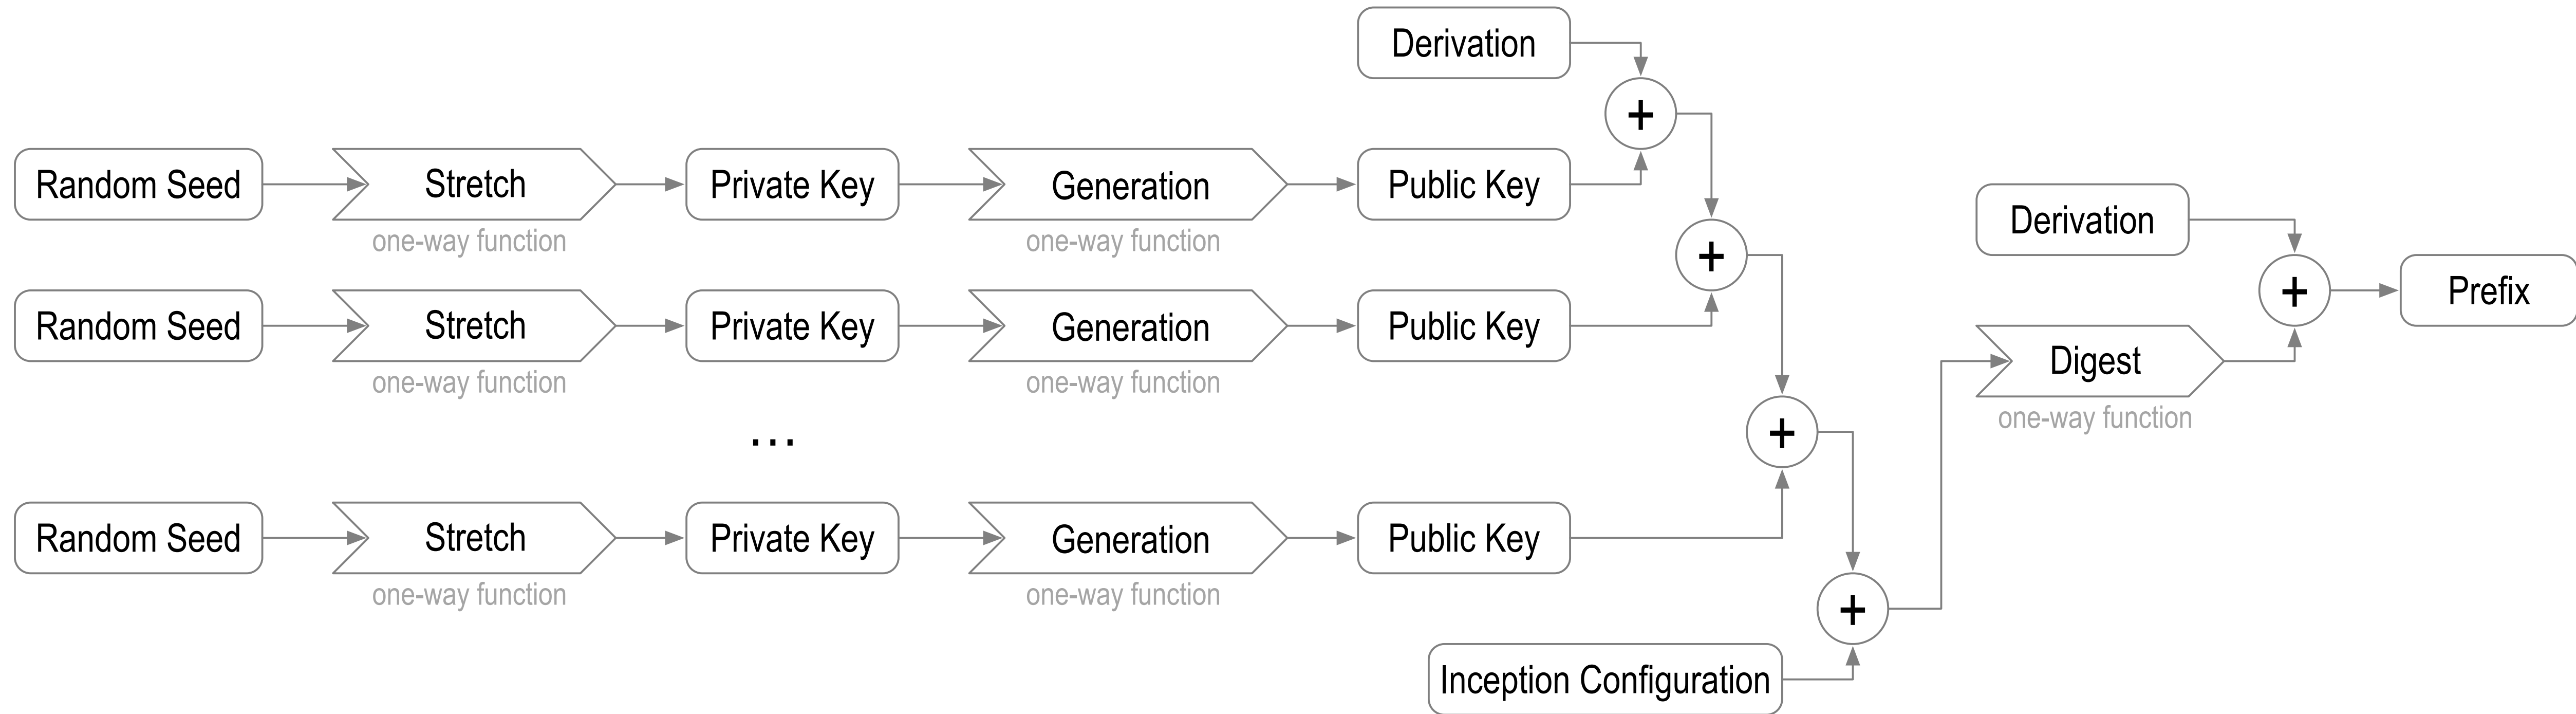 Derivation
+
Random Seed
Stretch
one-way function
Private Key
Generation
one-way function
Public Key
+
Random Seed
Stretch
one-way function
Private Key
Generation
one-way function
Public Key
...
+
Random Seed
Stretch
one-way function
Private Key
Generation
one-way function
Public Key
+
Inception Configuration
Derivation
+
Prefix
Digest
one-way function